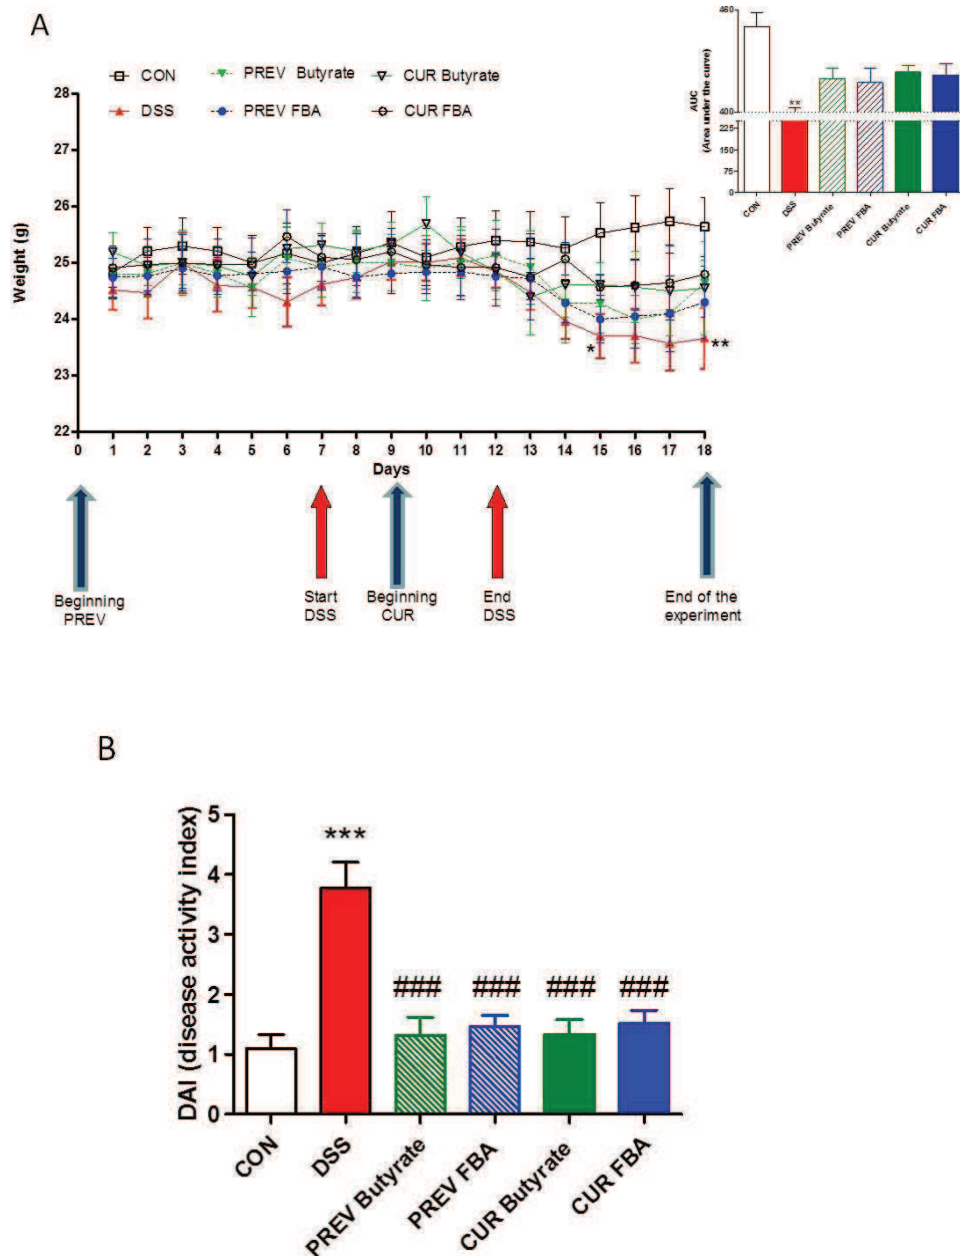 A
CON
PREV Butyrate
CUR Butyrate
DSS
PREV FBA
CUR FBA
28
27
26
25
24
23
22
Weight (g)
0 1 2 3 4 5 6 7 8 9 10 11 12 13 14 15 16 17 18
Days
*
**
Beginning
PREV
Start
DSS
Beginning
CUR
End
DSS
End of the
experiment
460
400
225
150
75
0
AUC
(Area under the curve)
**
CON
DSS
PREV Butyrate
PREV FBA
CUR Butyrate
CUR FBA
B
DAI (disease activity index)
5
4
3
2
1
0
***
### ### ### ###
CON
DSS
PREV Butyrate
PREV FBA
CUR Butyrate
CUR FBA